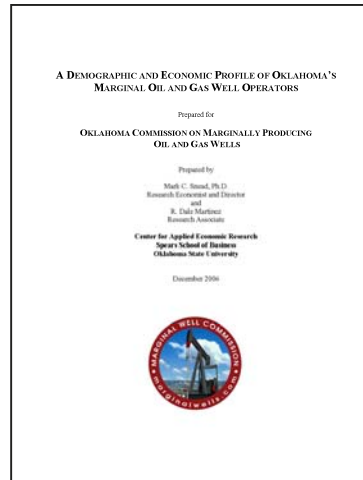 A DEMOGRAPHIC AND ECONOMIC PROFILE OF OKLAHOMA'S
MARGINAL OIL AND GAS WELL OPERATORS
Prepared for
OKLAHOMA COMMISSION ON MARGINALLY PRODUCING
OIL AND GAS WELLS
Prepared by
Mark C. Snead, Ph.D
Research Economist and Director
and
R. Dale Martinez
Research Associate
Center for Applied Economic Research
Spears School of Business
Oklahoma State University
December 2006
MARGINAL WELL COMMISSION
marginalwells.com